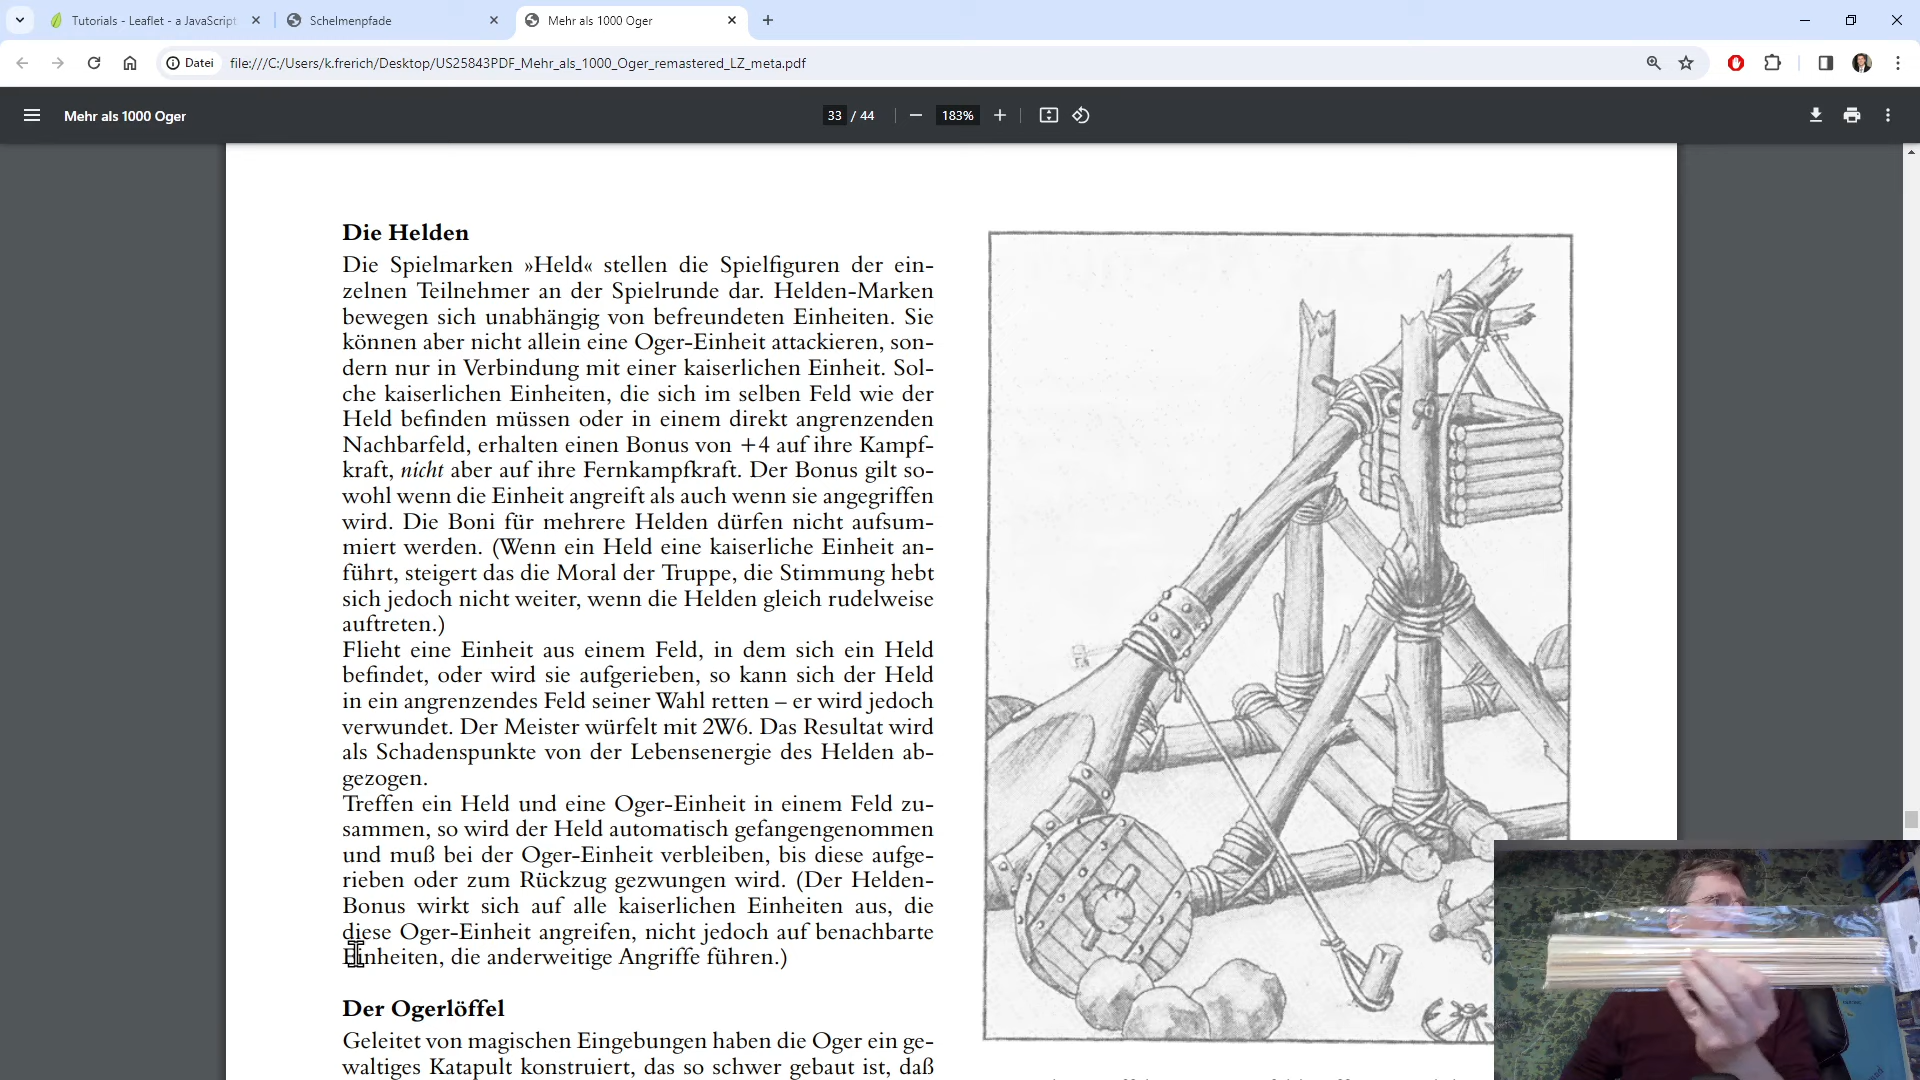 Tutorials - Leaflet - a JavaScript
Schelmenpfade
Mehr als 1000 Oger
Datei
file:///C:/Users/k.frerich/Desktop/US25843PDF_Mehr_als_1000_Oger_remastered_LZ_meta.pdf
Mehr als 1000 Oger
33 / 44
183%
Die Helden
Die Spielmarken »Held« stellen die Spielfiguren der ein-
zelnen Teilnehmer an der Spielrunde dar. Helden-Marken
bewegen sich unabhängig von befreundeten Einheiten. Sie
können aber nicht allein eine Oger-Einheit attackieren, son-
dern nur in Verbindung mit einer kaiserlichen Einheit. Sol-
che kaiserlichen Einheiten, die sich im selben Feld wie der
Held befinden müssen oder in einem direkt angrenzenden
Nachbarfeld, erhalten einen Bonus von +4 auf ihre Kampf-
kraft, nicht aber auf ihre Fernkampfkraft. Der Bonus gilt so-
wohl wenn die Einheit angreift als auch wenn sie angegriffen
wird. Die Boni für mehrere Helden dürfen nicht aufsum-
miert werden. (Wenn ein Held eine kaiserliche Einheit an-
führt, steigert das die Moral der Truppe, die Stimmung hebt
sich jedoch nicht weiter, wenn die Helden gleich rudelweise
auftreten.)
Flieht eine Einheit aus einem Feld, in dem sich ein Held
befindet, oder wird sie aufgerieben, so kann sich der Held
in ein angrenzendes Feld seiner Wahl retten – er wird jedoch
verwundet. Der Meister würfelt mit 2W6. Das Resultat wird
als Schadenspunkte von der Lebensenergie des Helden ab-
gezogen.
Treffen ein Held und eine Oger-Einheit in einem Feld zu-
sammen, so wird der Held automatisch gefangengenommen
und muß bei der Oger-Einheit verbleiben, bis diese aufge-
rieben oder zum Rückzug gezwungen wird. (Der Helden-
Bonus wirkt sich auf alle kaiserlichen Einheiten aus, die
diese Oger-Einheit angreifen, nicht jedoch auf benachbarte
Einheiten, die anderweitige Angriffe führen.)
Der Ogerlöffel
Geleitet von magischen Eingebungen haben die Oger ein ge-
waltiges Katapult konstruiert, das so schwer gebaut ist, daß